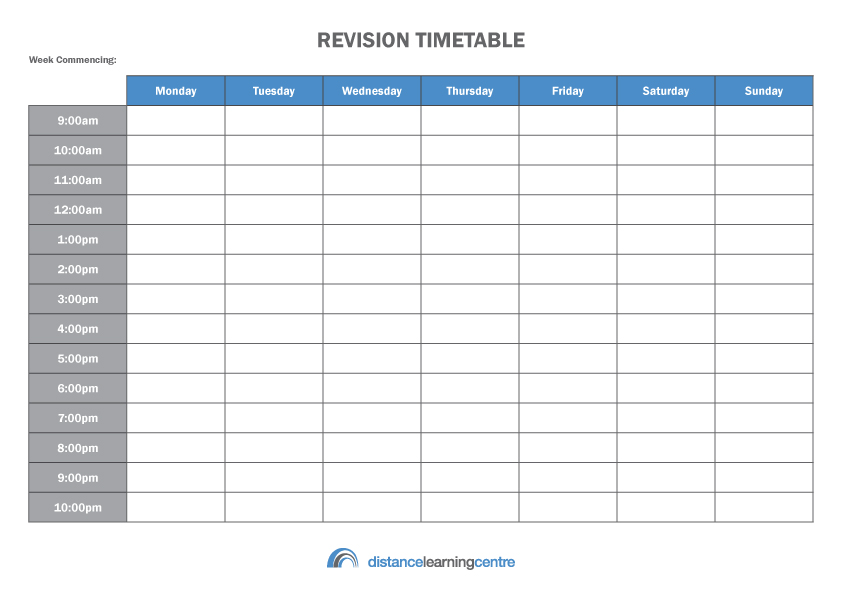 REVISION TIMETABLE
Week Commencing:
Monday Tuesday Wednesday Thursday Friday Saturday Sunday
9:00am
10:00am
11:00am
12:00am
1:00pm
2:00pm
3:00pm
4:00pm
5:00pm
6:00pm
7:00pm
8:00pm
9:00pm
10:00pm
distancelearningcentre